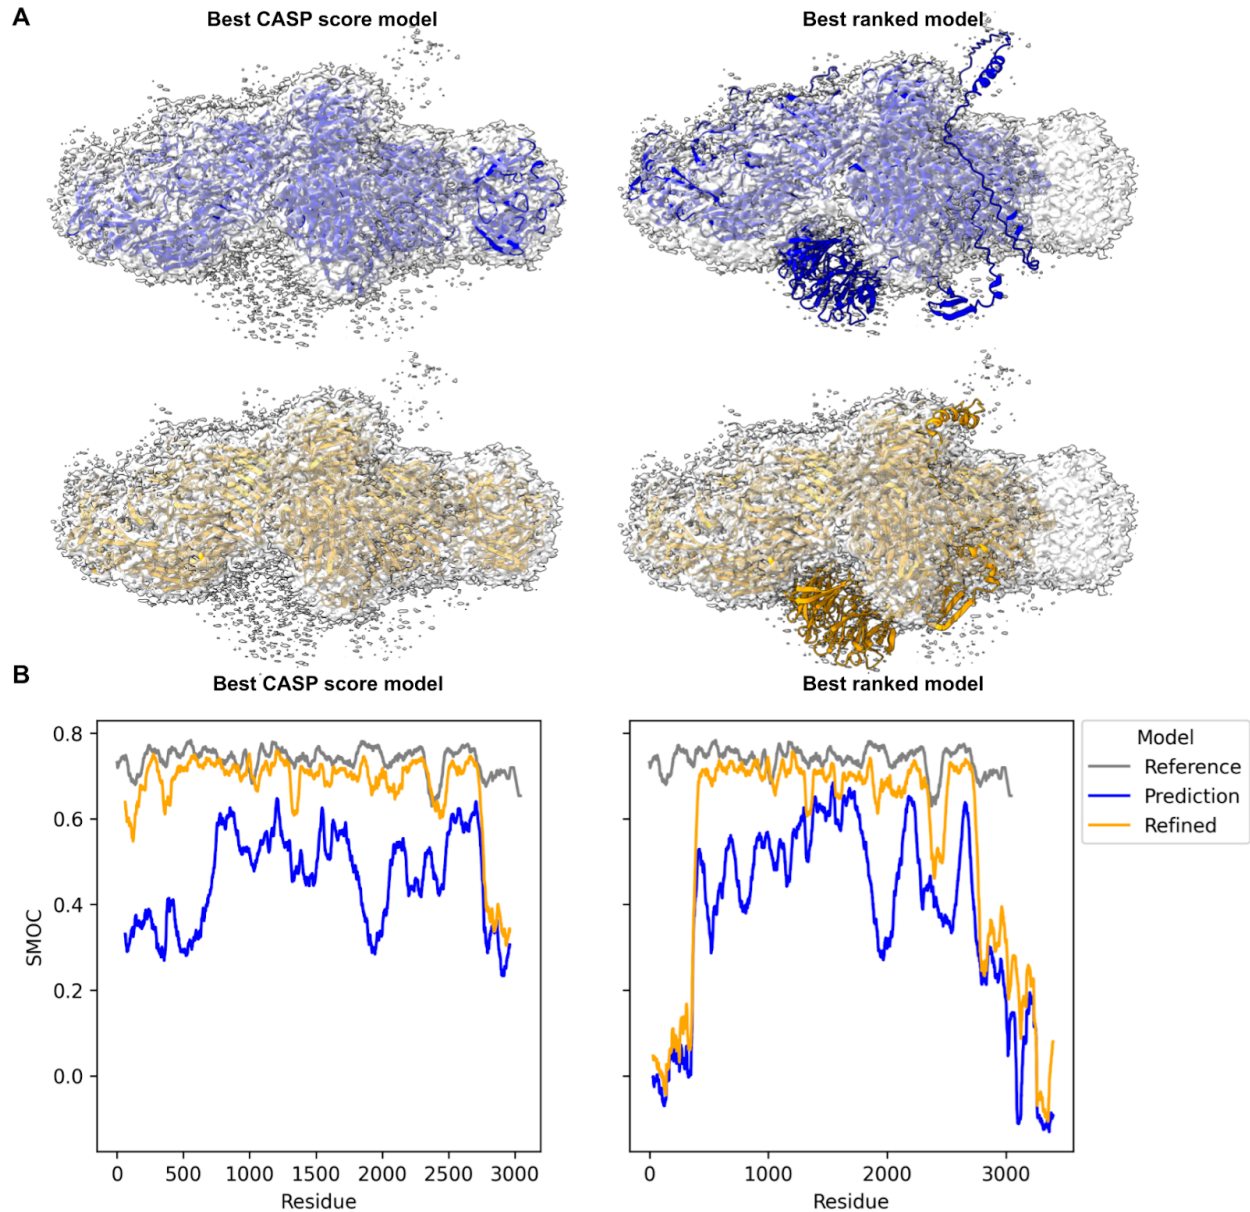 A
Best CASP score model
Best ranked model
B
Best CASP score model
Best ranked model
0.8
0.6
0.4
0.2
0.0
SMOC
0
500
1000
1500
2000
2500
3000
Residue
0
1000
2000
3000
Residue
Model
Reference
Prediction
Refined